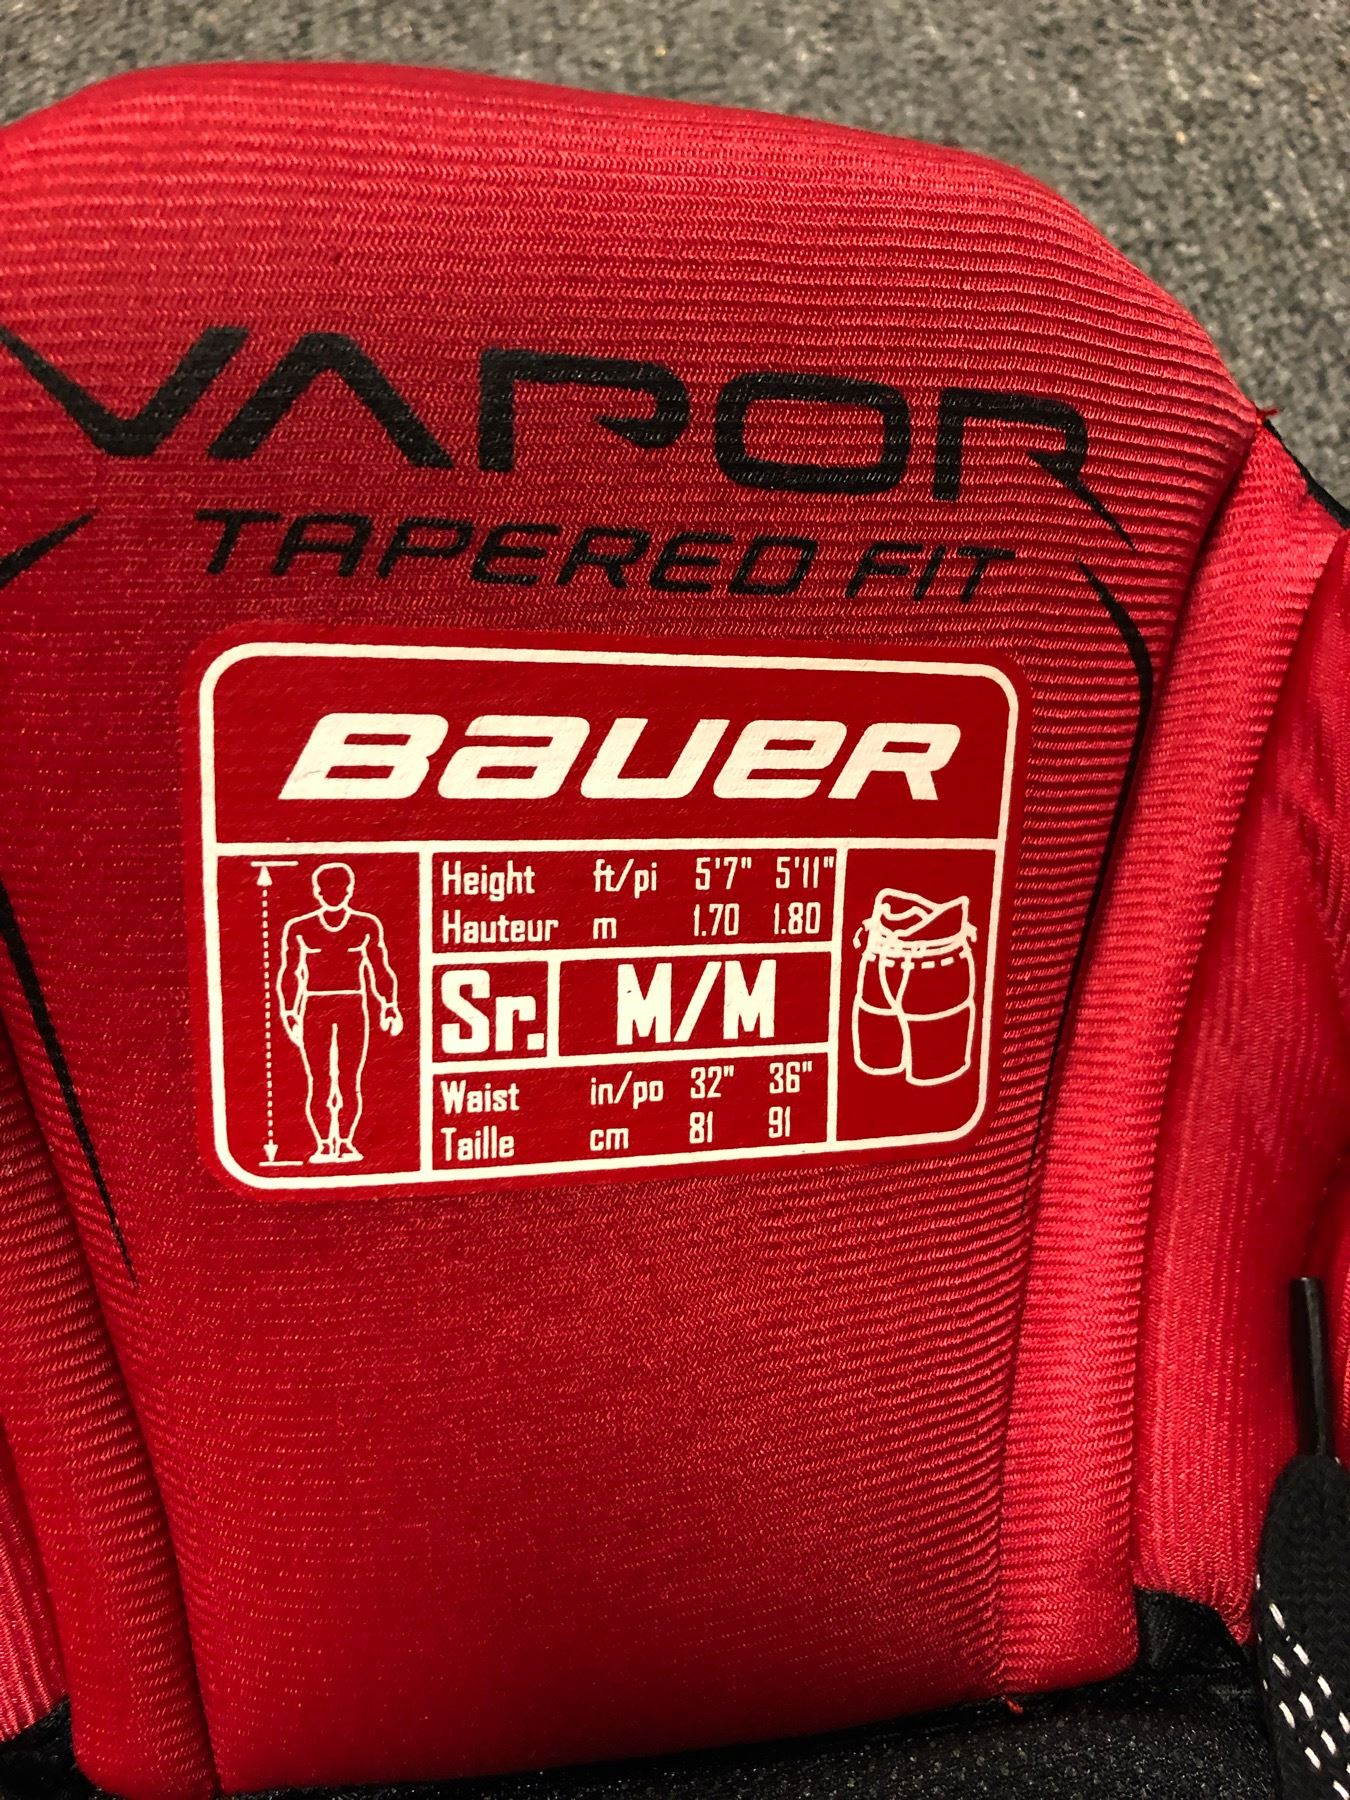 VAPOR
TAPERED FIT
BAUER
Height ft/pi 5'7" 5'11"
Hauteur m 1.70 1.80
Sr. M/M
Waist in/po 32" 36"
Taille cm 81 91